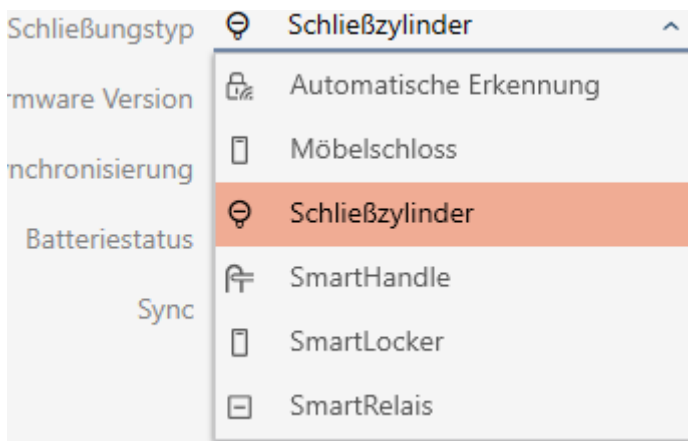 Schließungstyp Schließzylinder
Automatische Erkennung
rmware Version
Möbelschloss
nchronisierung
Schließzylinder
Batteriestatus
SmartHandle
Sync
SmartLocker
SmartRelais